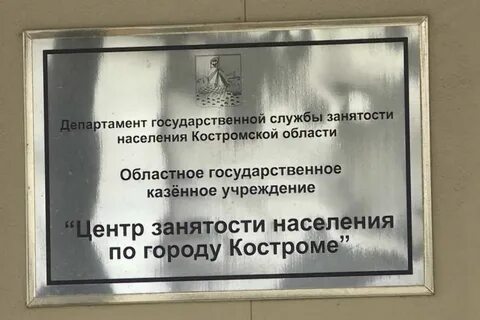 Департамент государственной службы занятости
населения Костромской области
Областное государственное
казённое учреждение
“Центр занятости населения
по городу Костроме”